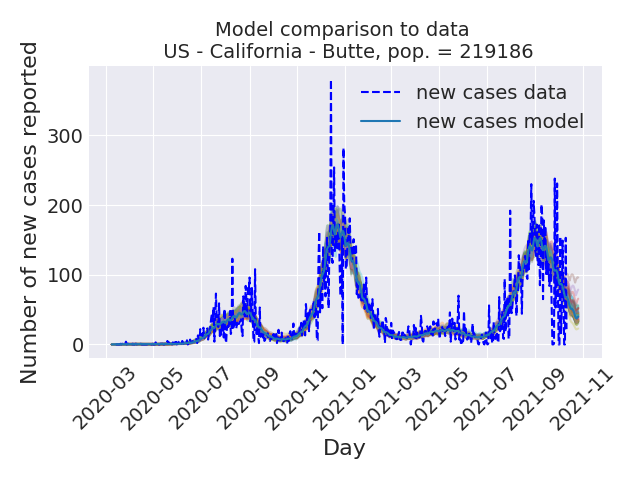 Model comparison to data
US - California - Butte, pop. = 219186
new cases data
new cases model
Number of new cases reported
300
200
100
0
2020-03
2020-05
2020-07
2020-09
2020-11
2021-01
2021-03
2021-05
2021-07
2021-09
2021-11
Day